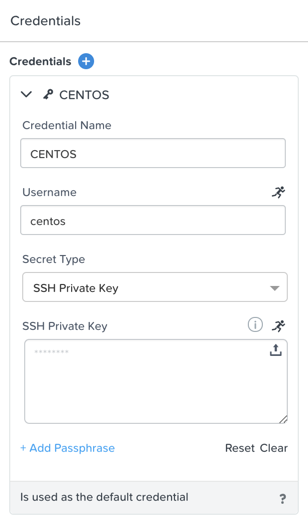 Credentials
Credentials
CENTOS
Credential Name
CENTOS
Username
centos
Secret Type
SSH Private Key
SSH Private Key
········
+ Add Passphrase Reset Clear
Is used as the default credential ?